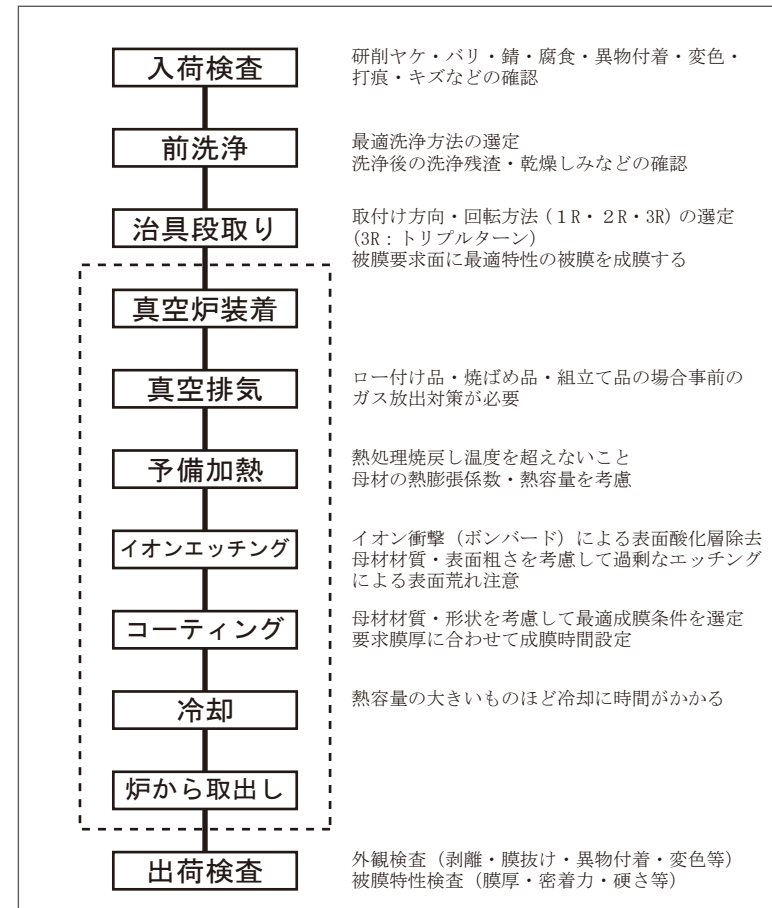 入荷検査
研削ヤケ・バリ・錆・腐食・異物付着・変色・
打痕・キズなどの確認
前洗浄
最適洗浄方法の選定
洗浄後の洗浄残渣・乾燥しみなどの確認
治具段取り
取付け方向・回転方法（１R・２R・3R）の選定
(3R：トリプルターン)
被膜要求面に最適特性の被膜を成膜する
真空炉装着
真空排気
ロー付け品・焼ばめ品・組立て品の場合事前の
ガス放出対策が必要
予備加熱
熱処理焼戻し温度を超えないこと
母材の熱膨張係数・熱容量を考慮
イオンエッチング
イオン衝撃（ボンバード）による表面酸化層除去
母材材質・表面粗さを考慮して過剰なエッチング
による表面荒れ注意
コーティング
母材材質・形状を考慮して最適成膜条件を選定
要求膜厚に合わせて成膜時間設定
冷却
熱容量の大きいものほど冷却に時間がかかる
炉から取出し
出荷検査
外観検査（剥離・膜抜け・異物付着・変色等）
被膜特性検査（膜厚・密着力・硬さ等）